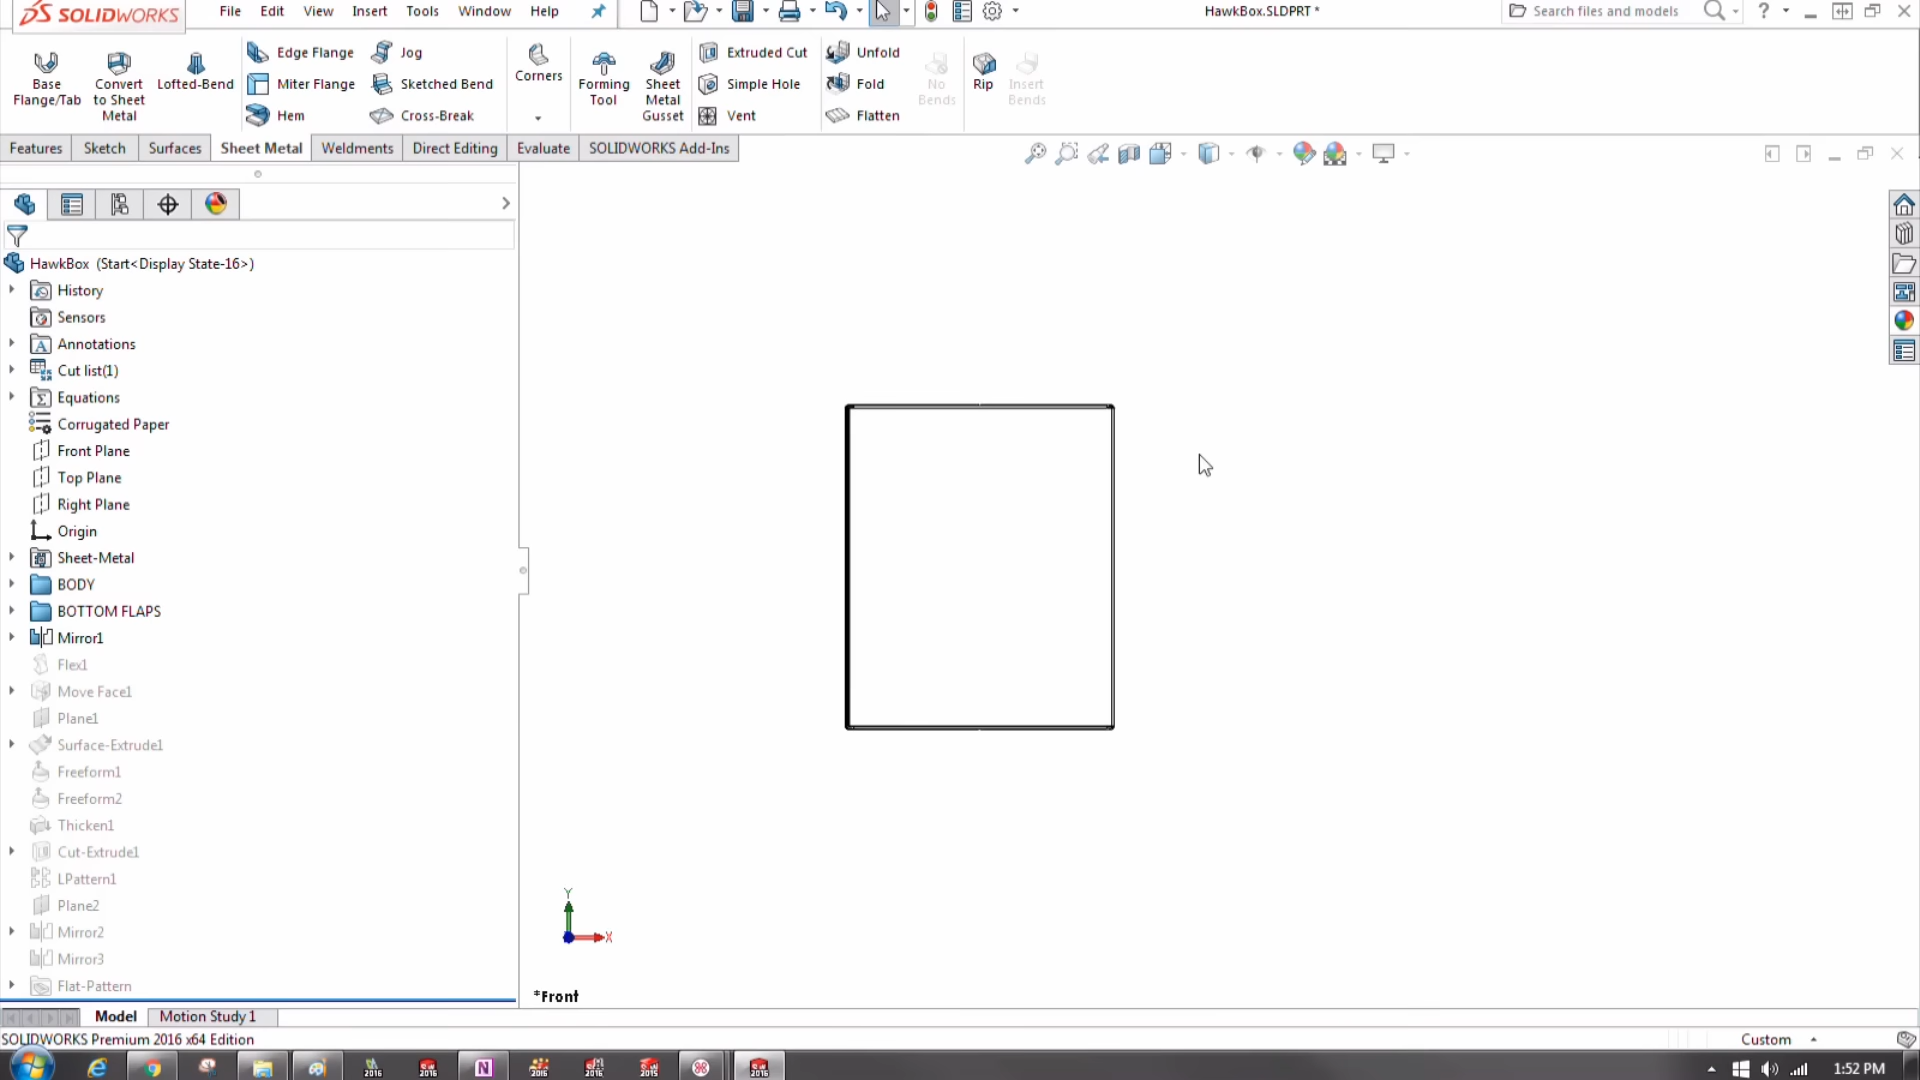 SOLIDWORKS
File Edit View Insert Tools Window Help
HawkBox.SLDPRT *
Search files and models
?
Base Flange/Tab
Convert to Sheet Metal
Lofted-Bend
Edge Flange
Miter Flange
Hem
Jog
Sketched Bend
Cross-Break
Corners
Forming Tool
Sheet Metal Gusset
Extruded Cut
Simple Hole
Vent
Unfold
Fold
Flatten
No Bends
Rip
Insert Bends
Features Sketch Surfaces Sheet Metal Weldments Direct Editing Evaluate SOLIDWORKS Add-Ins
HawkBox (Start<Display State-16>)
History
Sensors
Annotations
Cut list(1)
Equations
Corrugated Paper
Front Plane
Top Plane
Right Plane
Origin
Sheet-Metal
BODY
BOTTOM FLAPS
Mirror1
Flex1
Move Face1
Plane1
Surface-Extrude1
Freeform1
Freeform2
Thicken1
Cut-Extrude1
LPattern1
Plane2
Mirror2
Mirror3
Flat-Pattern
Y
X
*Front
Model Motion Study 1
SOLIDWORKS Premium 2016 x64 Edition
Custom
1:52 PM